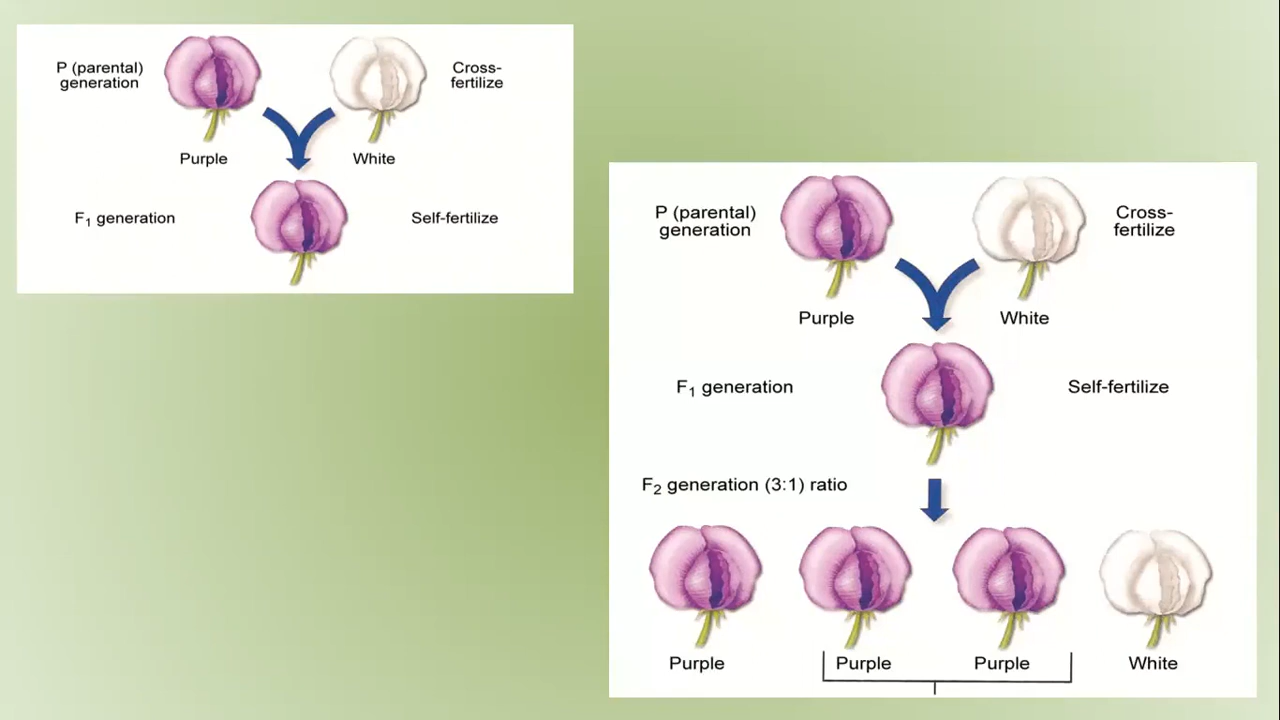 P (parental)
generation
Cross-
fertilize
Purple
White
F₁ generation
Self-fertilize
P (parental)
generation
Cross-
fertilize
Purple
White
F₁ generation
Self-fertilize
F₂ generation (3:1) ratio
Purple
Purple
Purple
White